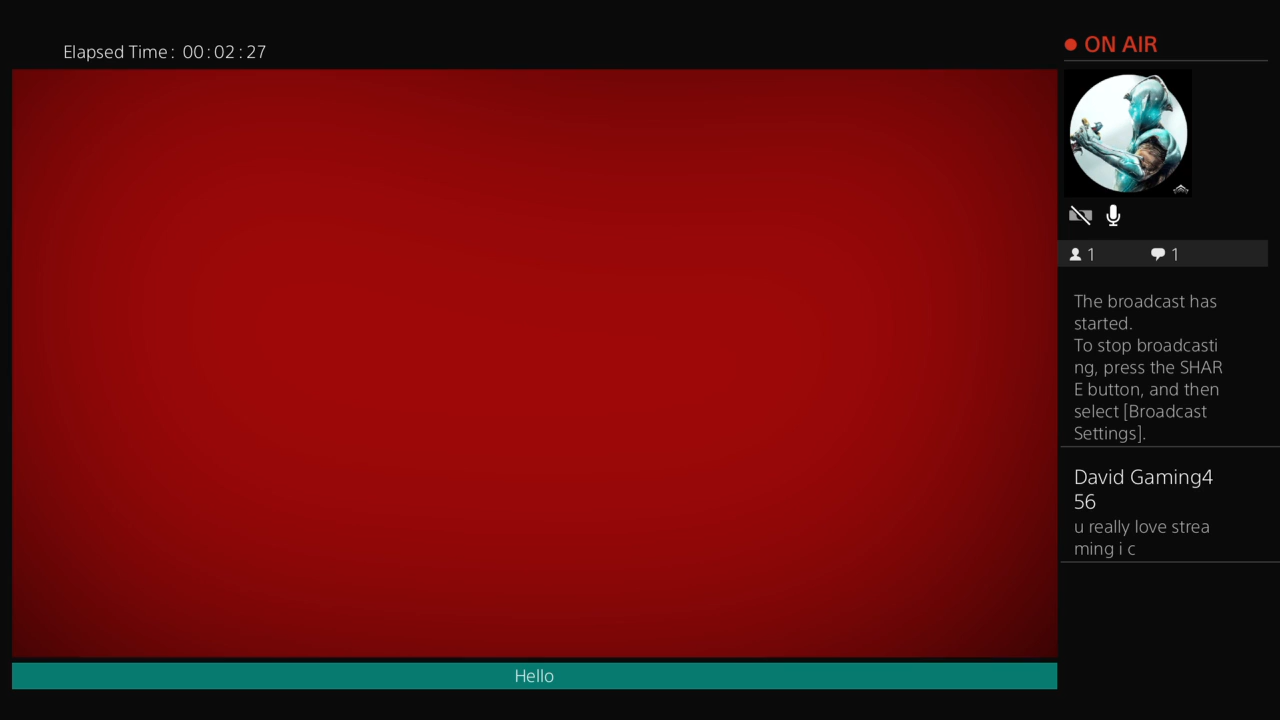 Elapsed Time: 00:02:27
ON AIR
1
1
The broadcast has
started.
To stop broadcasti
ng, press the SHAR
E button, and then
select [Broadcast
Settings].
David Gaming4
56
u really love strea
ming i c
Hello